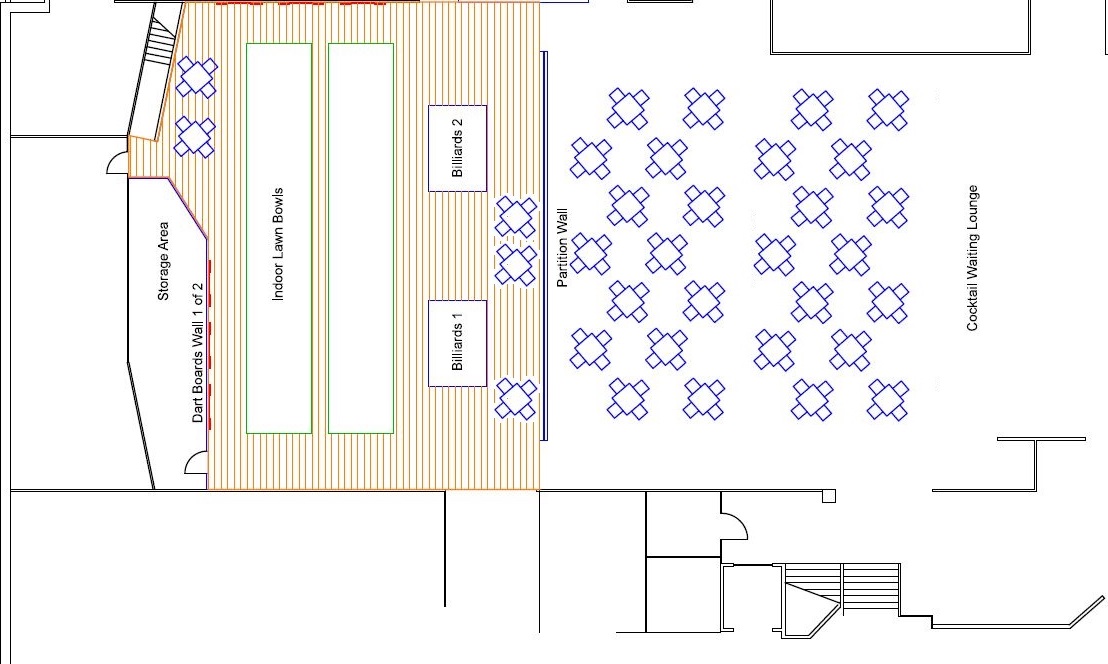 Storage Area
Dart Boards Wall 1 of 2
Indoor Lawn Bowls
Billiards 2
Billiards 1
Partition Wall
Cocktail Waiting Lounge